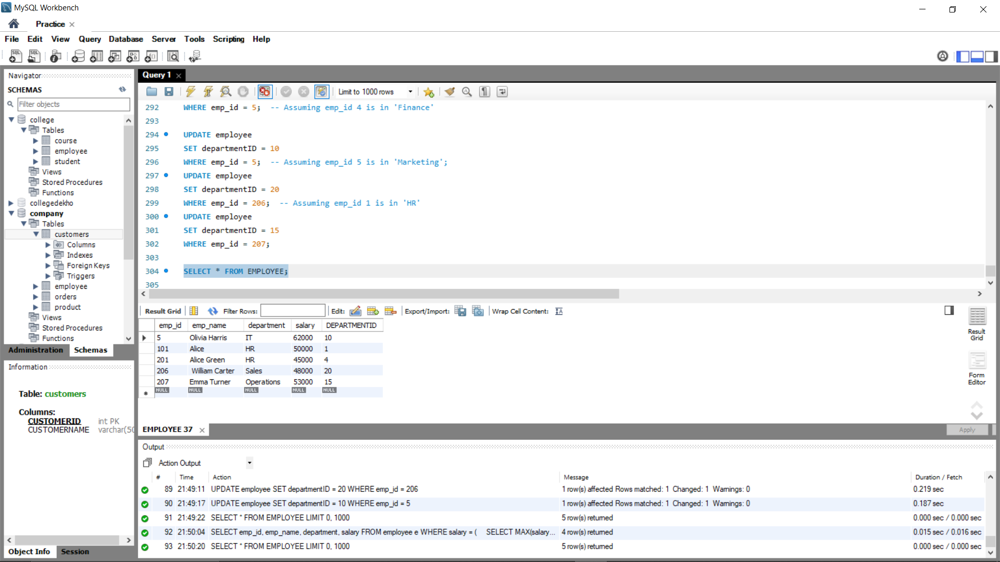 MySQL Workbench
Practice
File Edit View Query Database Server Tools Scripting Help
Navigator
SCHEMAS
Filter objects
college
Tables
course
employee
student
Views
Stored Procedures
Functions
collegedekho
company
Tables
customers
Columns
Indexes
Foreign Keys
Triggers
employee
orders
product
Views
Stored Procedures
Functions
Administration Schemas
Information
Table: customers
Columns:
CUSTOMERID int PK
CUSTOMERNAME varchar(50
Object Info Session
Query 1
Limit to 1000 rows
292 WHERE emp_id = 5;  -- Assuming emp_id 4 is in 'Finance'
293
294 UPDATE employee
295 SET departmentID = 10
296 WHERE emp_id = 5;  -- Assuming emp_id 5 is in 'Marketing';
297 UPDATE employee
298 SET departmentID = 20
299 WHERE emp_id = 206;  -- Assuming emp_id 1 is in 'HR'
300 UPDATE employee
301 SET departmentID = 15
302 WHERE emp_id = 207;
303
304 SELECT * FROM EMPLOYEE;
305
Result Grid Filter Rows: Edit: Export/Import: Wrap Cell Content:
emp_id emp_name department salary DEPARTMENTID
5 Olivia Harris IT 62000 10
101 Alice HR 50000 1
201 Alice Green HR 45000 4
206 William Carter Sales 48000 20
207 Emma Turner Operations 53000 15
NULL NULL NULL NULL NULL
Result
Grid
Form
Editor
EMPLOYEE 37
Apply
Output
Action Output
# Time Action Message Duration / Fetch
89 21:49:11 UPDATE employee SET departmentID = 20 WHERE emp_id = 206 1 row(s) affected Rows matched: 1  Changed: 1  Warnings: 0 0.219 sec
90 21:49:17 UPDATE employee SET departmentID = 10 WHERE emp_id = 5 1 row(s) affected Rows matched: 1  Changed: 1  Warnings: 0 0.187 sec
91 21:49:22 SELECT * FROM EMPLOYEE LIMIT 0, 1000 5 row(s) returned 0.000 sec / 0.000 sec
92 21:50:04 SELECT emp_id, emp_name, department, salary FROM employee e WHERE salary = (     SELECT MAX(salary... 4 row(s) returned 0.015 sec / 0.016 sec
93 21:50:20 SELECT * FROM EMPLOYEE LIMIT 0, 1000 5 row(s) returned 0.000 sec / 0.000 sec